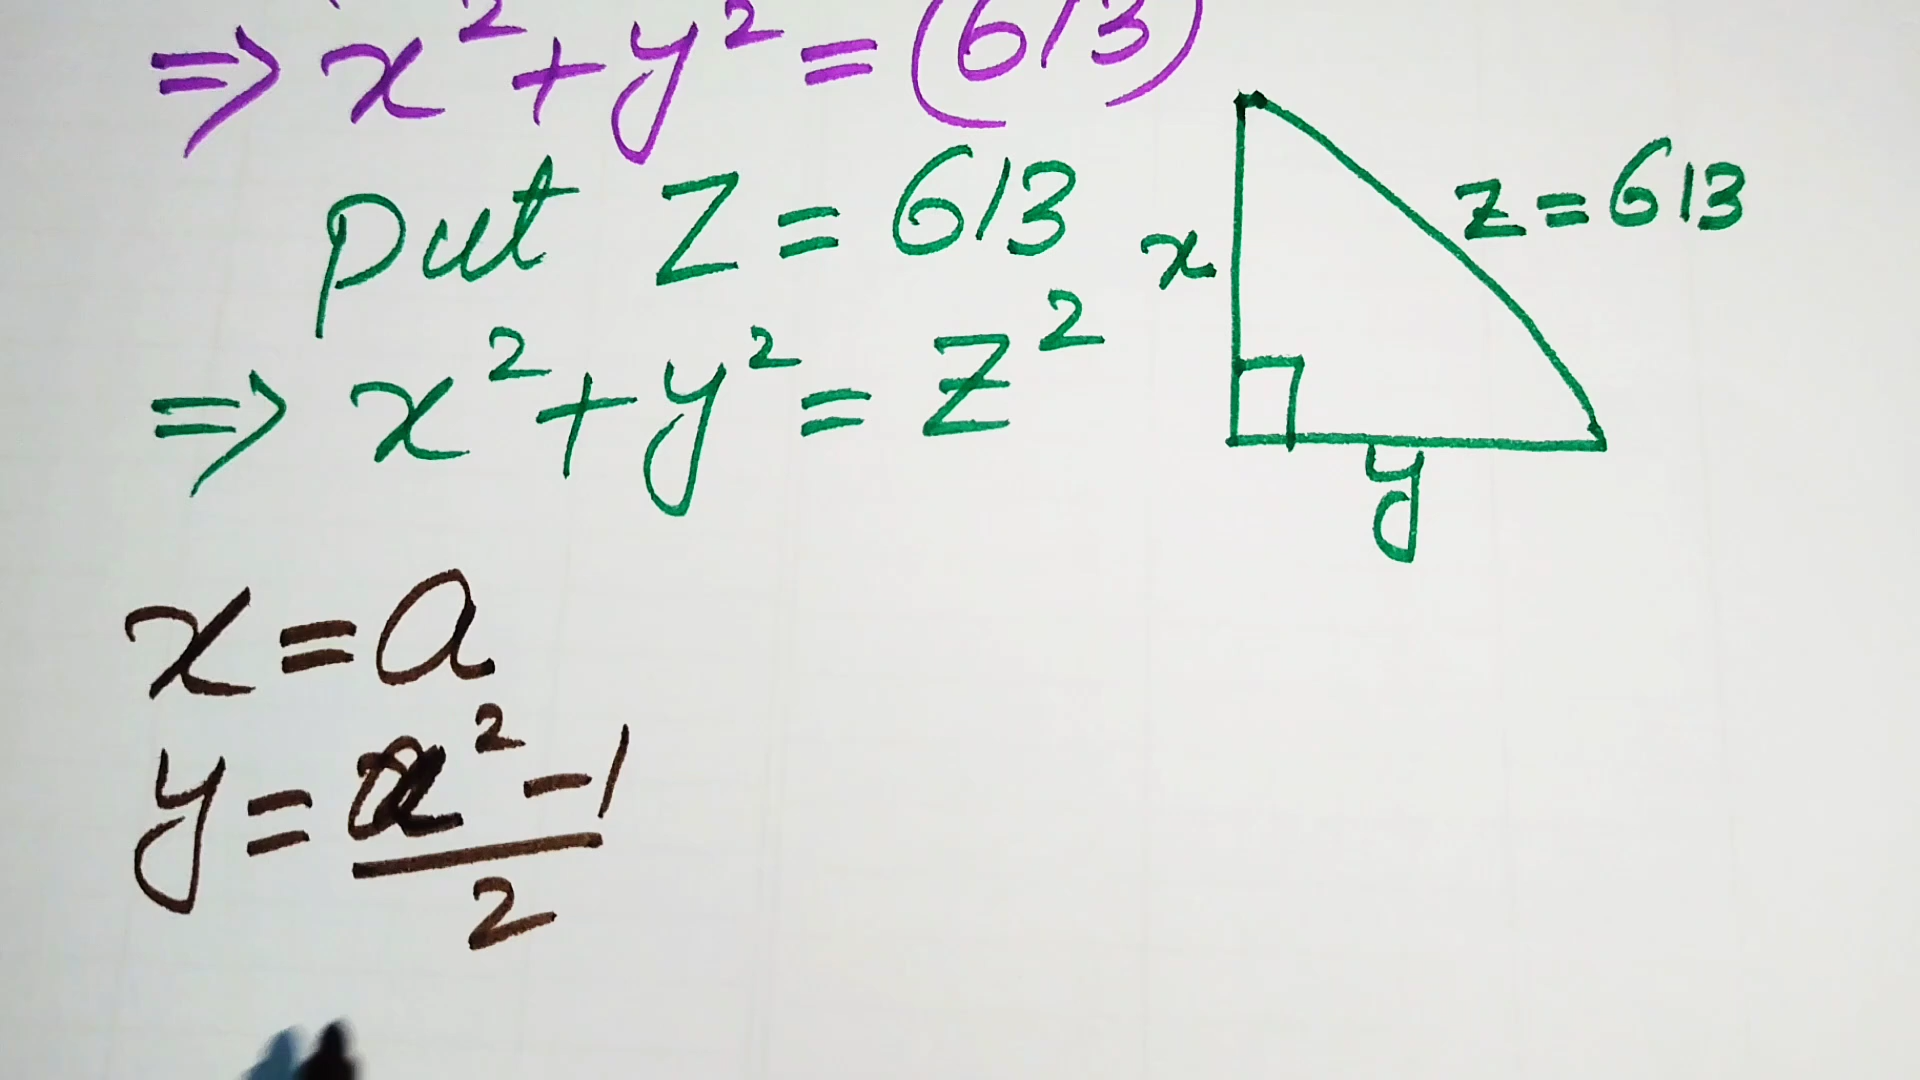 ⇒ x² + y² = (613)
put Z = 613
⇒ x² + y² = Z²
x
z = 613
y
x = a
y = a² - 1 / 2